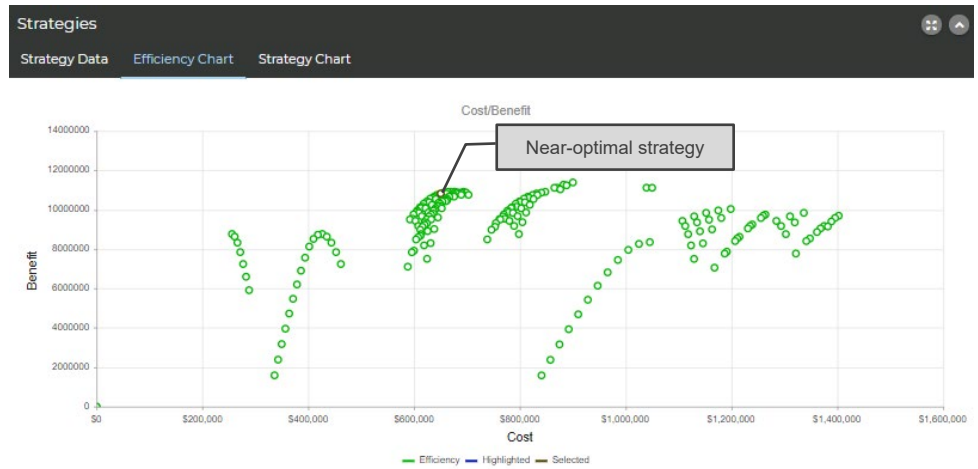 Strategies
Strategy Data Efficiency Chart Strategy Chart
Cost/Benefit
Near-optimal strategy
14000000
12000000
10000000
8000000
6000000
4000000
2000000
0
Benefit
$0 $200,000 $400,000 $600,000 $800,000 $1,000,000 $1,200,000 $1,400,000 $1,600,000
Cost
Efficiency Highlighted Selected